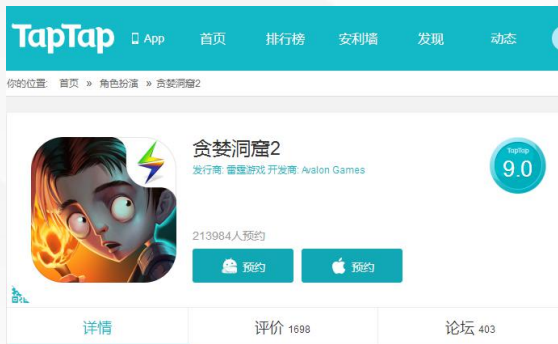 TapTap App 首页 排行榜 安利墙 发现 动态
你的位置: 首页 » 角色扮演 » 贪婪洞窟2
贪婪洞窟2
发行商: 雷霆游戏 开发商: Avalon Games
TapTap
9.0
213984人预约
预约 预约
详情 评价 1698 论坛 403